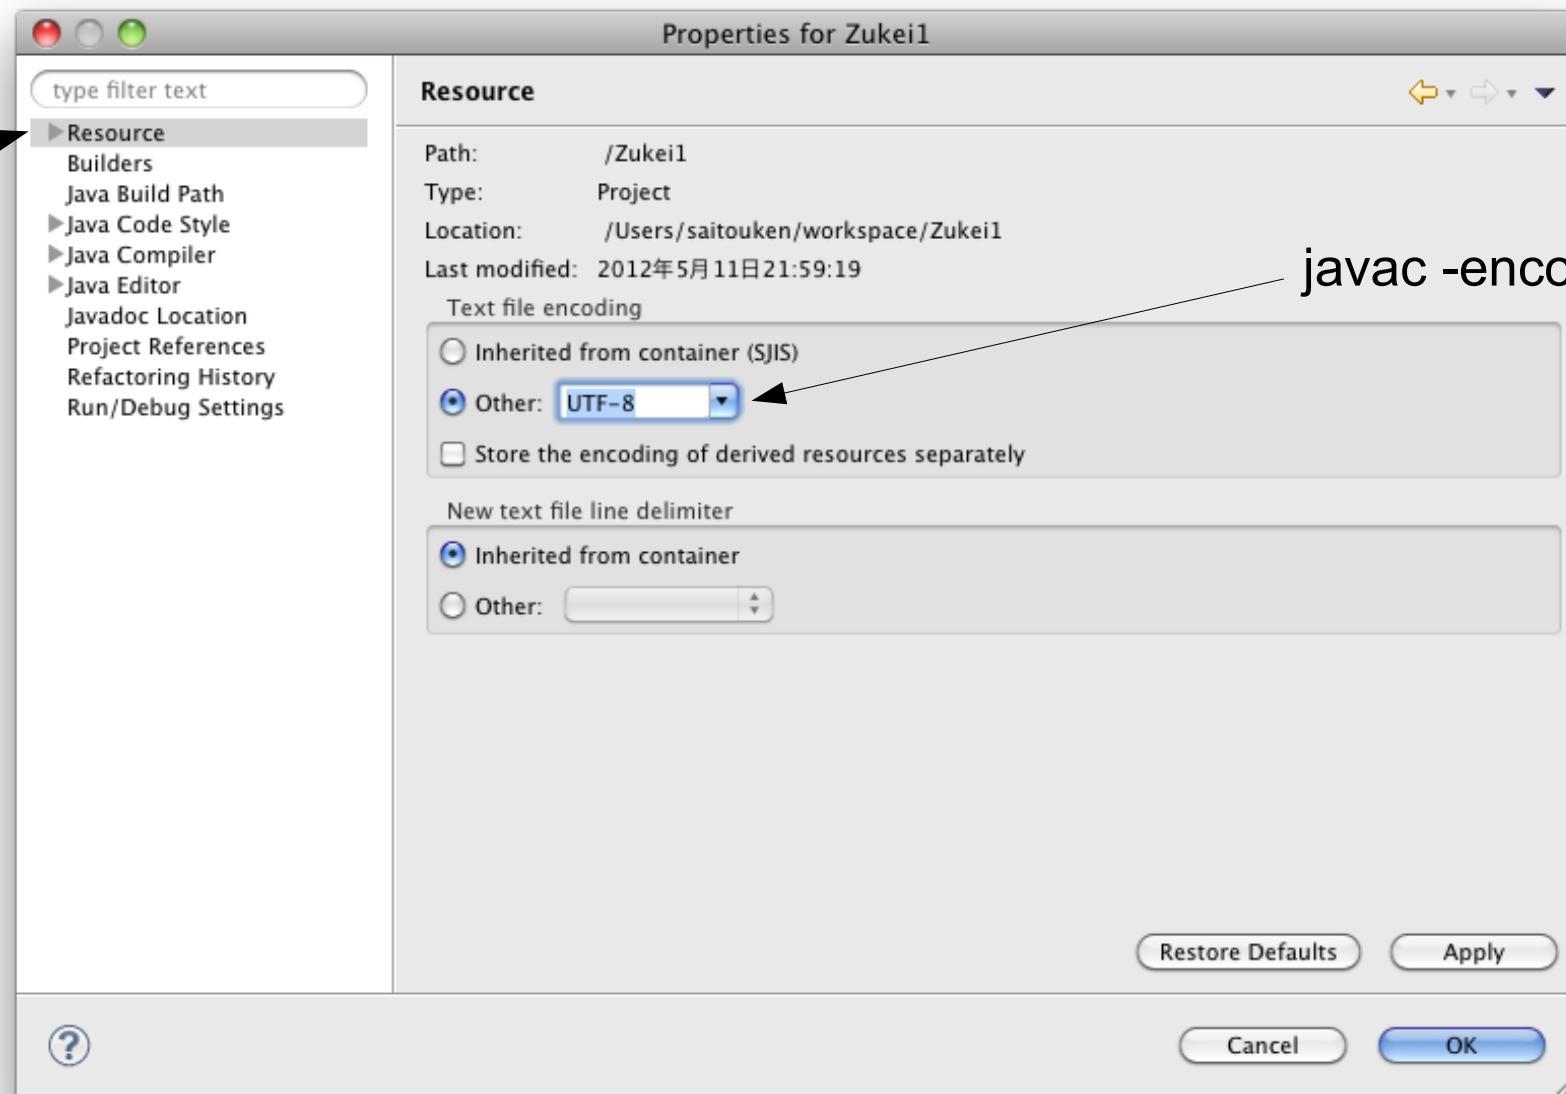 Properties for Zukei1
type filter text
Resource
Builders
Java Build Path
Java Code Style
Java Compiler
Java Editor
Javadoc Location
Project References
Refactoring History
Run/Debug Settings
Resource
Path: /Zukei1
Type: Project
Location: /Users/saitouken/workspace/Zukei1
Last modified: 2012年5月11日21:59:19
javac -enco
Text file encoding
Inherited from container (SJIS)
Other: UTF-8
Store the encoding of derived resources separately
New text file line delimiter
Inherited from container
Other:
Restore Defaults Apply
? Cancel OK